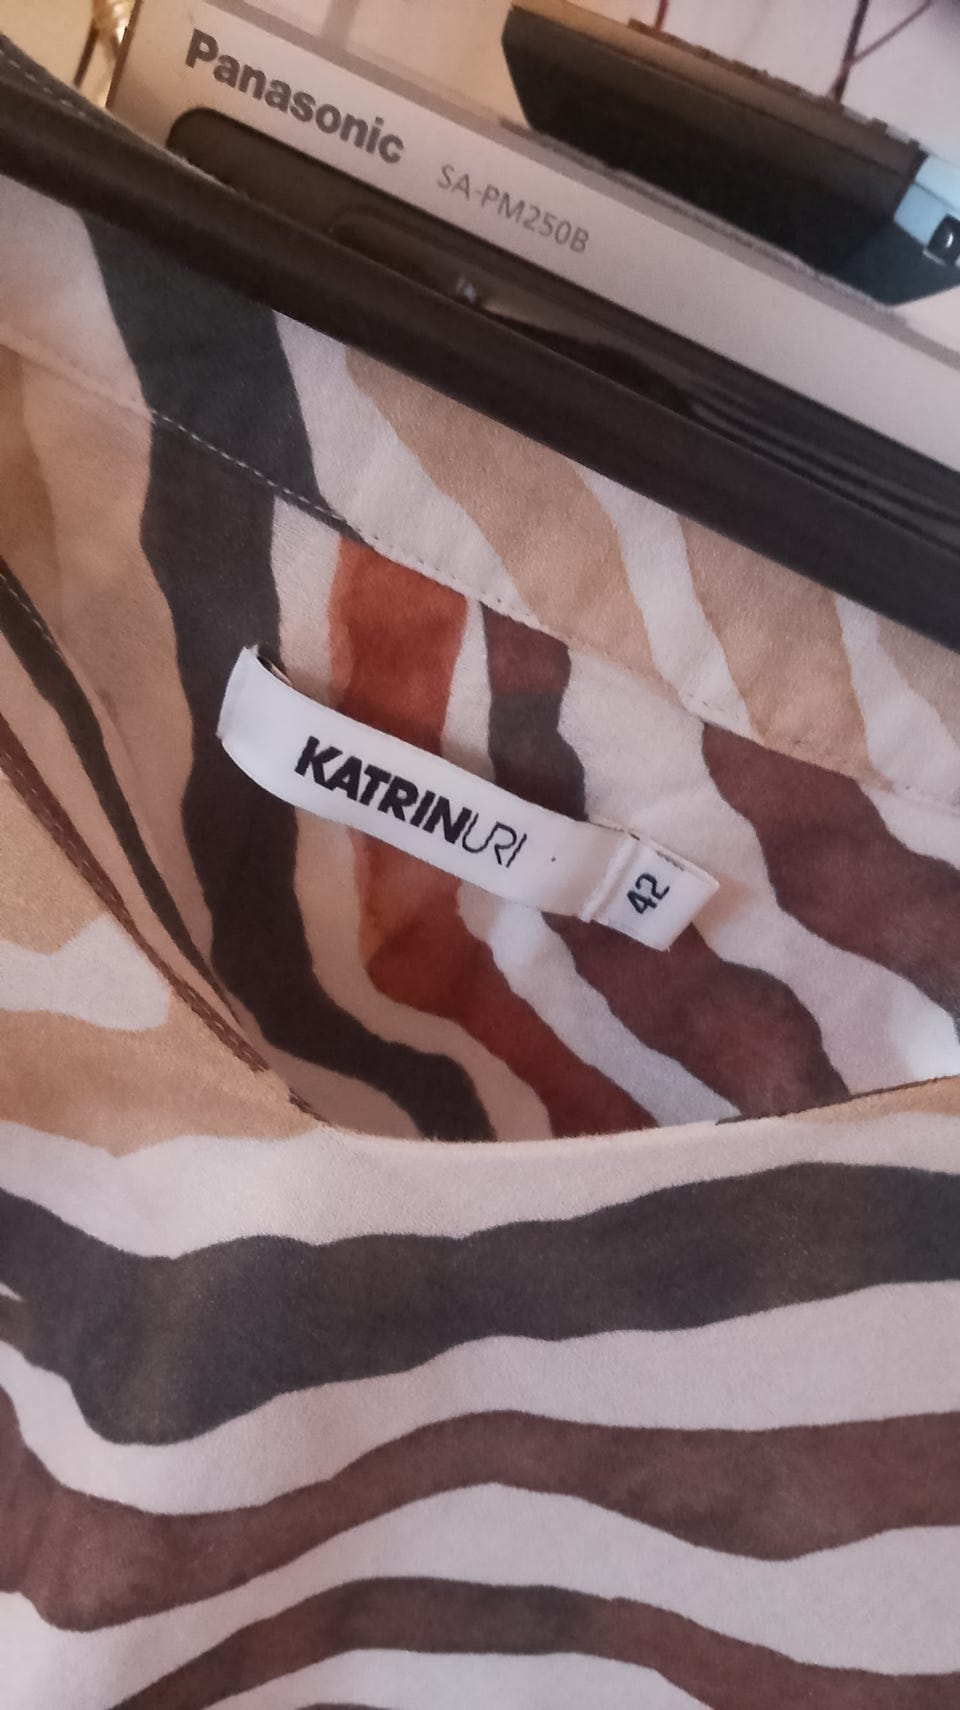 Panasonic
SA-PM250B
KATRINURI
42